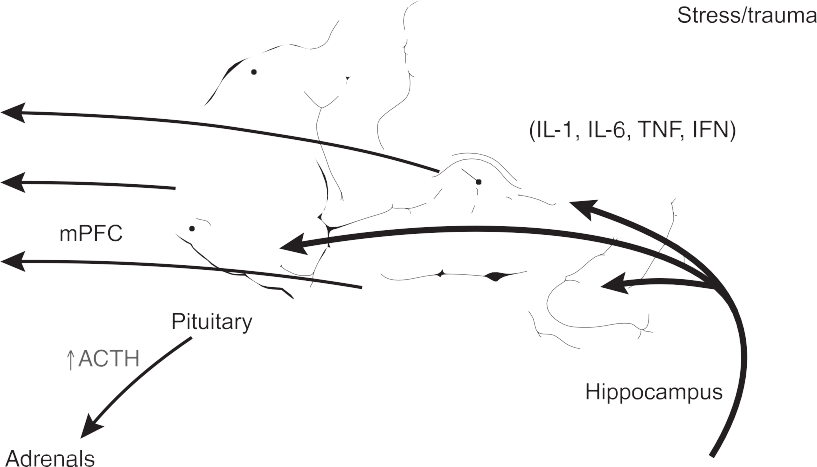 Stress/trauma
(IL-1, IL-6, TNF, IFN)
mPFC
Pituitary
↑ACTH
Hippocampus
Adrenals